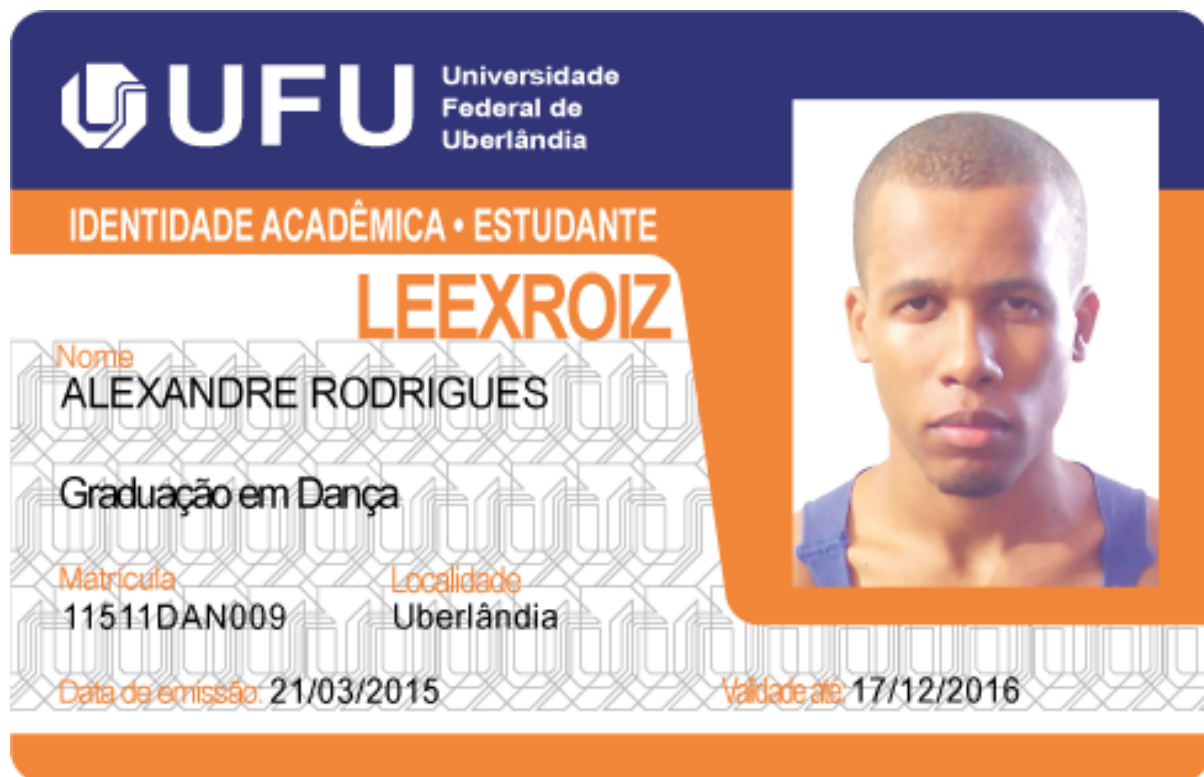 UFU
Universidade
Federal de
Uberlândia
IDENTIDADE ACADÊMICA • ESTUDANTE
LEEXROIZ
Nome
ALEXANDRE RODRIGUES
Graduação em Dança
Matrícula Localidade
11511DAN009 Uberlândia
Data de emissão: 21/03/2015 Validade até: 17/12/2016